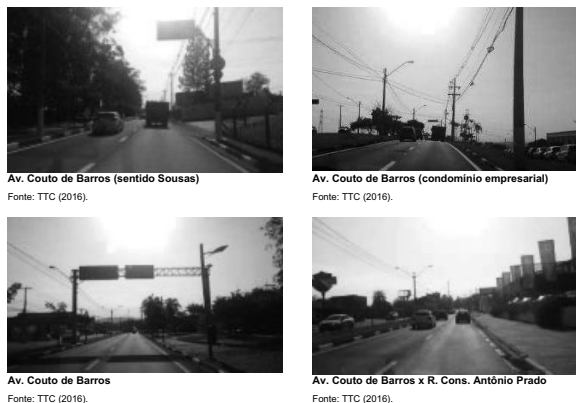 Av. Couto de Barros (sentido Sousas)
Fonte: TTC (2016).
Av. Couto de Barros (condomínio empresarial)
Fonte: TTC (2016).
Av. Couto de Barros
Fonte: TTC (2016).
Av. Couto de Barros x R. Cons. Antônio Prado
Fonte: TTC (2016).